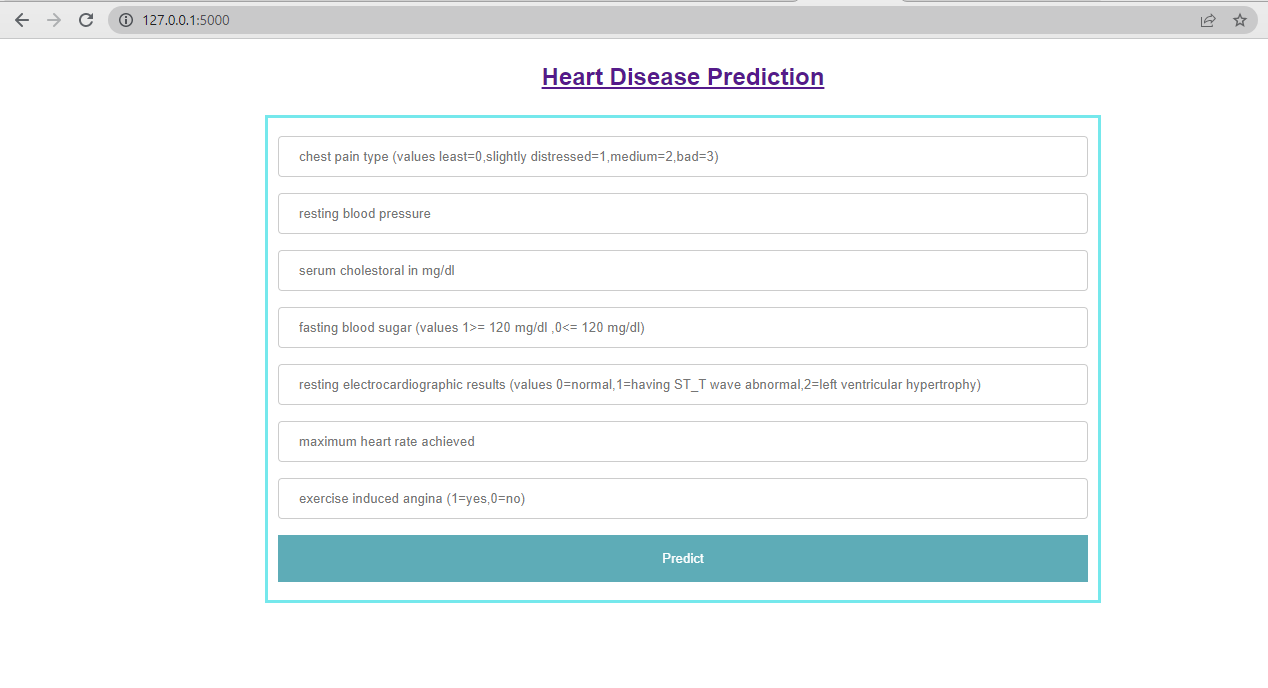 127.0.0.1:5000
Heart Disease Prediction
chest pain type (values least=0,slightly distressed=1,medium=2,bad=3)
resting blood pressure
serum cholestoral in mg/dl
fasting blood sugar (values 1>= 120 mg/dl ,0<= 120 mg/dl)
resting electrocardiographic results (values 0=normal,1=having ST_T wave abnormal,2=left ventricular hypertrophy)
maximum heart rate achieved
exercise induced angina (1=yes,0=no)
Predict